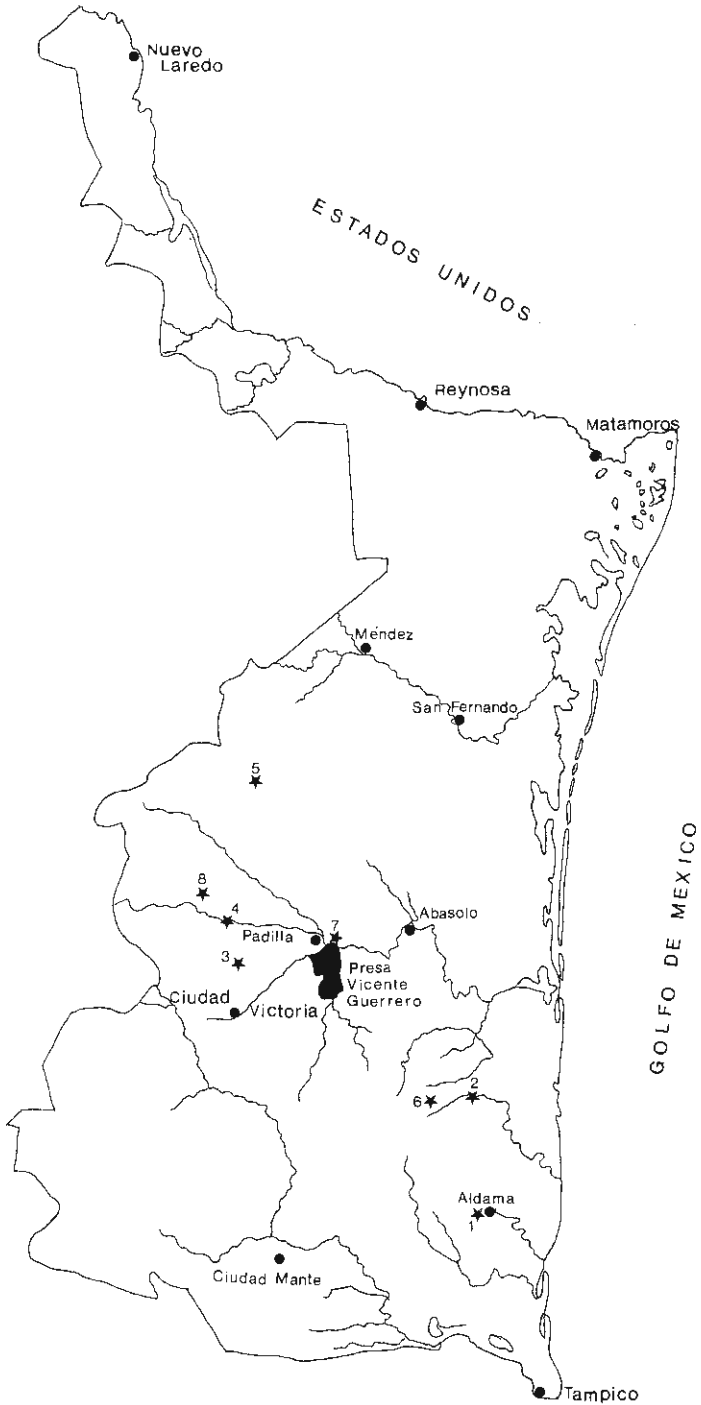 Nuevo
Laredo
ESTADOS UNIDOS
Reynosa
Matamoros
Méndez
San Fernando
5
8
4
7
Abasolo
Padilla
3
Presa
Vicente
Guerrero
Ciudad Victoria
GOLFO DE MEXICO
6
2
Aldama
1
Ciudad Mante
Tampico